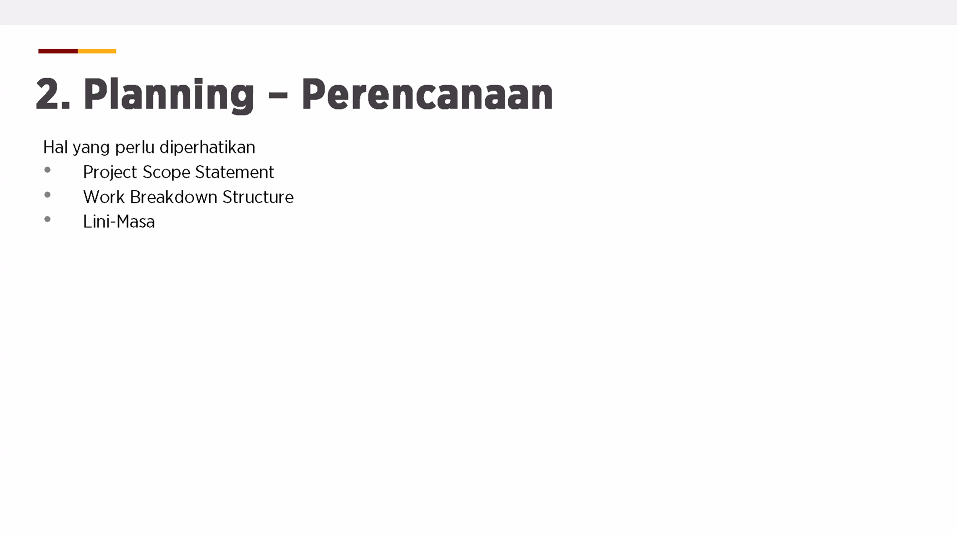 2. Planning – Perencanaan
Hal yang perlu diperhatikan
• Project Scope Statement
• Work Breakdown Structure
• Lini-Masa